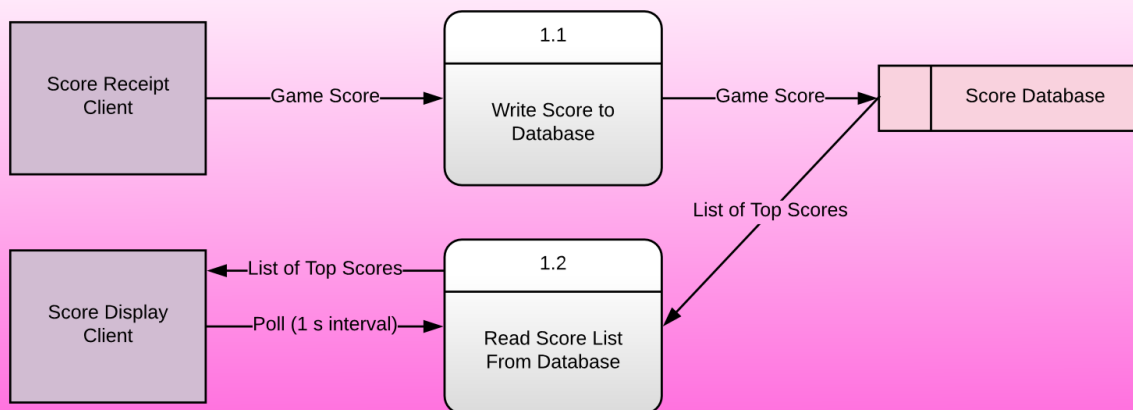 1.1
Score Receipt
Client
Game Score
Write Score to
Database
Game Score
Score Database
List of Top Scores
1.2
List of Top Scores
Score Display
Client
Poll (1 s interval)
Read Score List
From Database